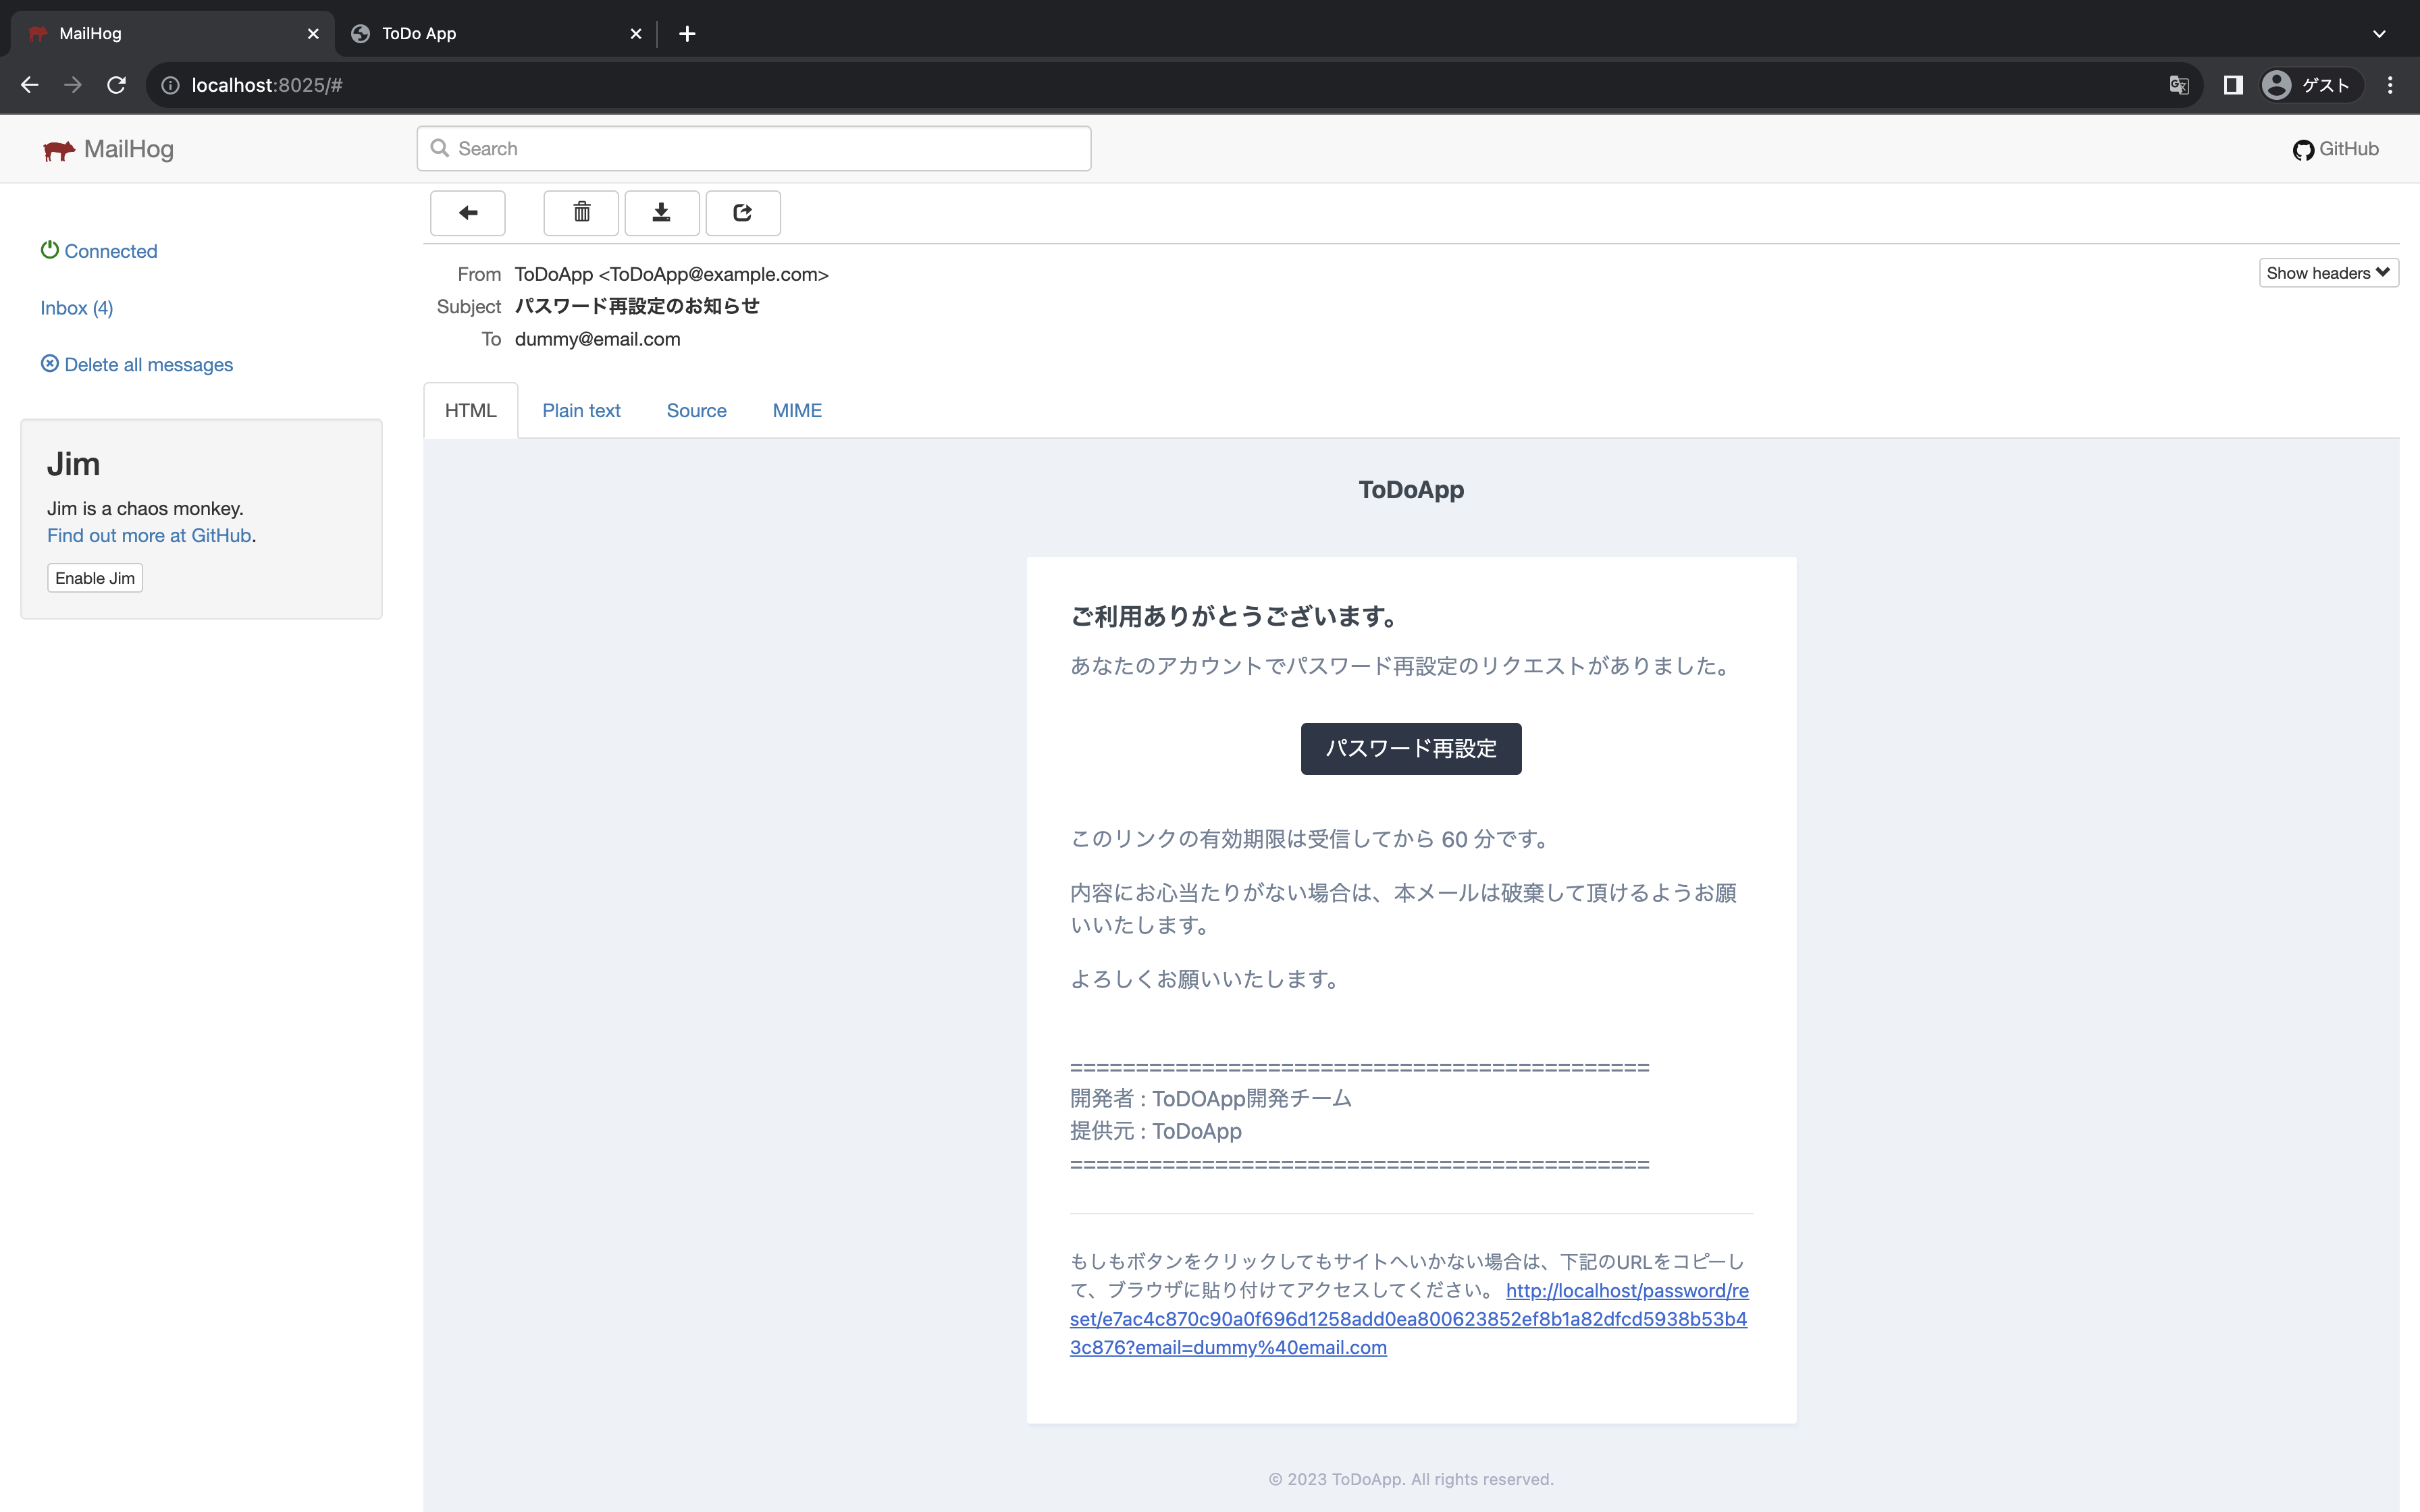 MailHog
ToDo App
localhost:8025/#
ゲスト
MailHog
Search
GitHub
Connected
Inbox (4)
Delete all messages
Jim
Jim is a chaos monkey.
Find out more at GitHub.
Enable Jim
From ToDoApp <ToDoApp@example.com>
Show headers
Subject パスワード再設定のお知らせ
To dummy@email.com
HTML Plain text Source MIME
ToDoApp
ご利用ありがとうございます。
あなたのアカウントでパスワード再設定のリクエストがありました。
パスワード再設定
このリンクの有効期限は受信してから 60 分です。
内容にお心当たりがない場合は、本メールは破棄して頂けるようお願
いいたします。
よろしくお願いいたします。
============================================
開発者 : ToDOApp開発チーム
提供元 : ToDoApp
============================================
もしもボタンをクリックしてもサイトへいかない場合は、下記のURLをコピーし
て、ブラウザに貼り付けてアクセスしてください。 http://localhost/password/re
set/e7ac4c870c90a0f696d1258add0ea800623852ef8b1a82dfcd5938b53b4
3c876?email=dummy%40email.com
© 2023 ToDoApp. All rights reserved.